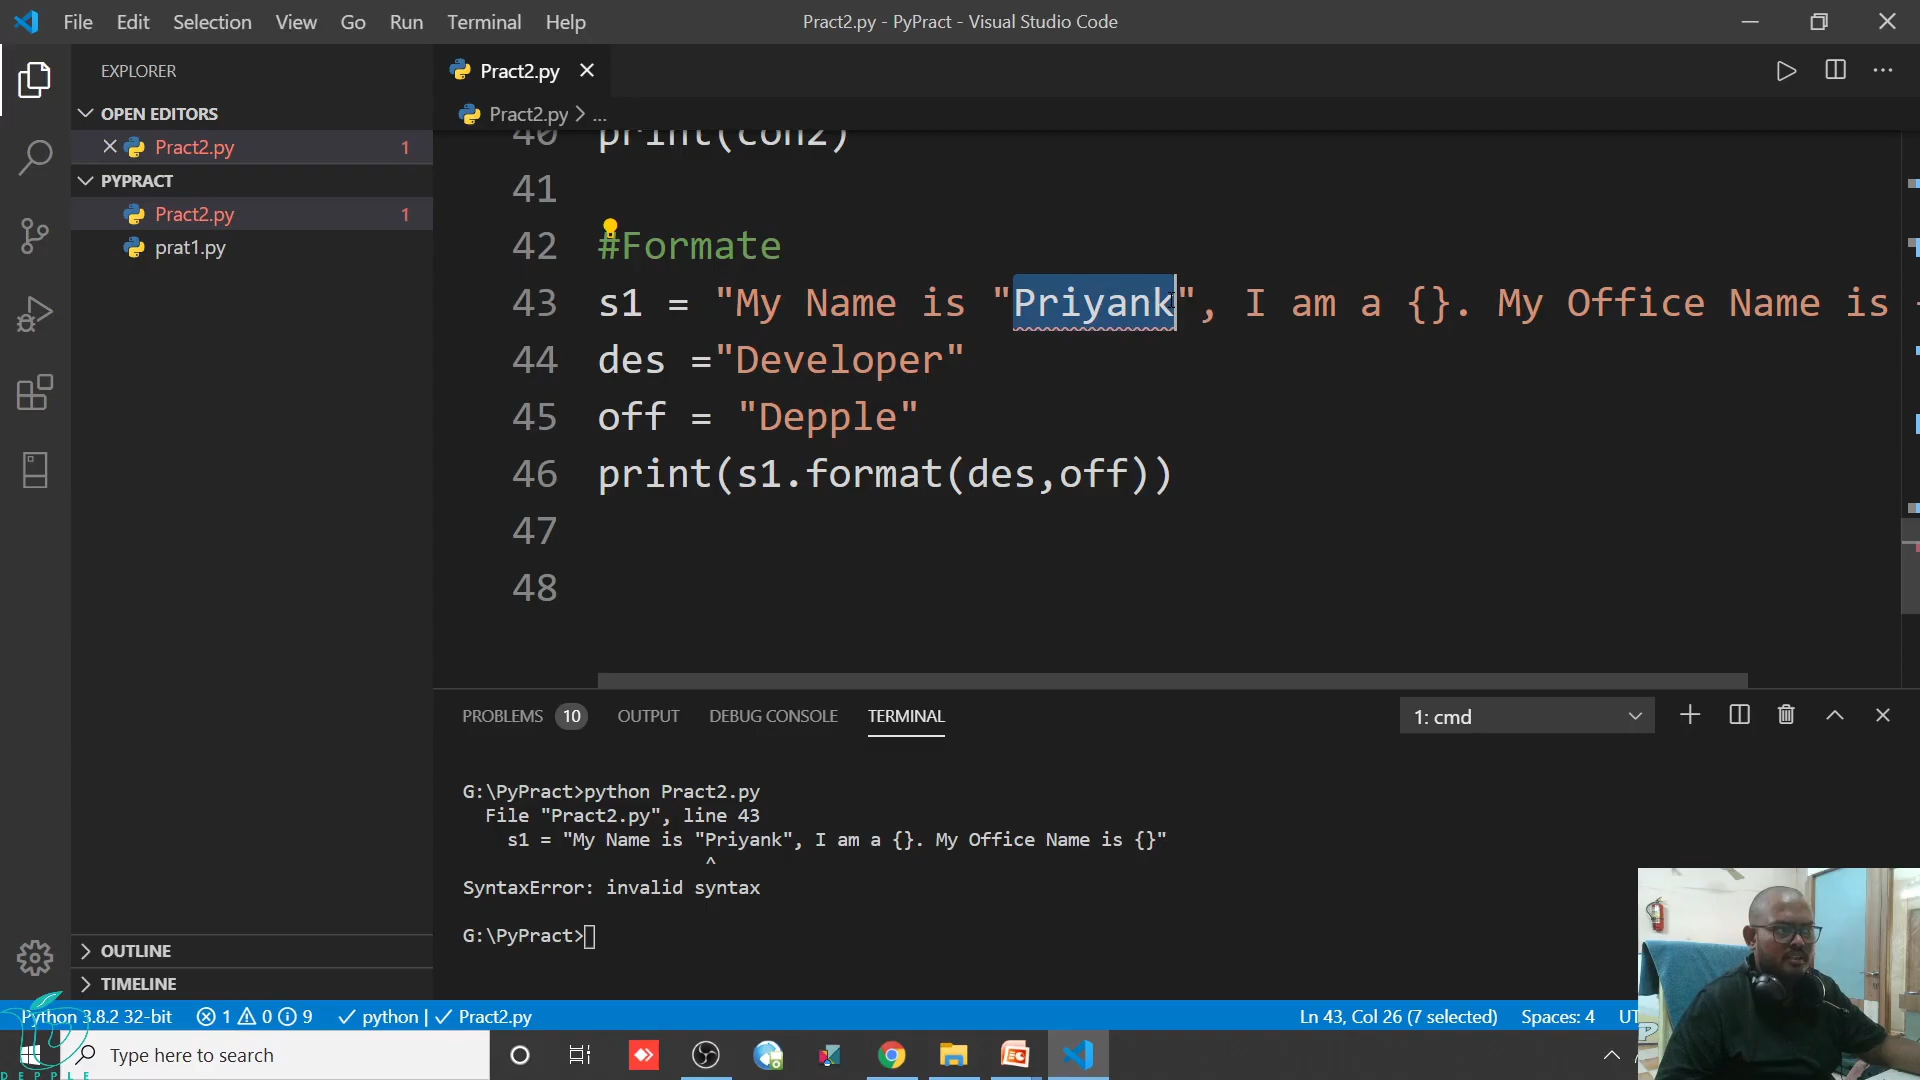 File Edit Selection View Go Run Terminal Help
Pract2.py - PyPract - Visual Studio Code
EXPLORER
OPEN EDITORS
Pract2.py 1
PYPRACT
Pract2.py 1
prat1.py
OUTLINE
TIMELINE
Pract2.py
Pract2.py > ...
40 print(con2)
41
42 #Formate
43 s1 = "My Name is "Priyank", I am a {}. My Office Name is
44 des ="Developer"
45 off = "Depple"
46 print(s1.format(des,off))
47
48
PROBLEMS 10 OUTPUT DEBUG CONSOLE TERMINAL
1: cmd
G:\PyPract>python Pract2.py
File "Pract2.py", line 43
s1 = "My Name is "Priyank", I am a {}. My Office Name is {}"
^
SyntaxError: invalid syntax
G:\PyPract>
Python 3.8.2 32-bit 1 0 9 python | Pract2.py
Ln 43, Col 26 (7 selected) Spaces: 4
Type here to search
DEPPLE